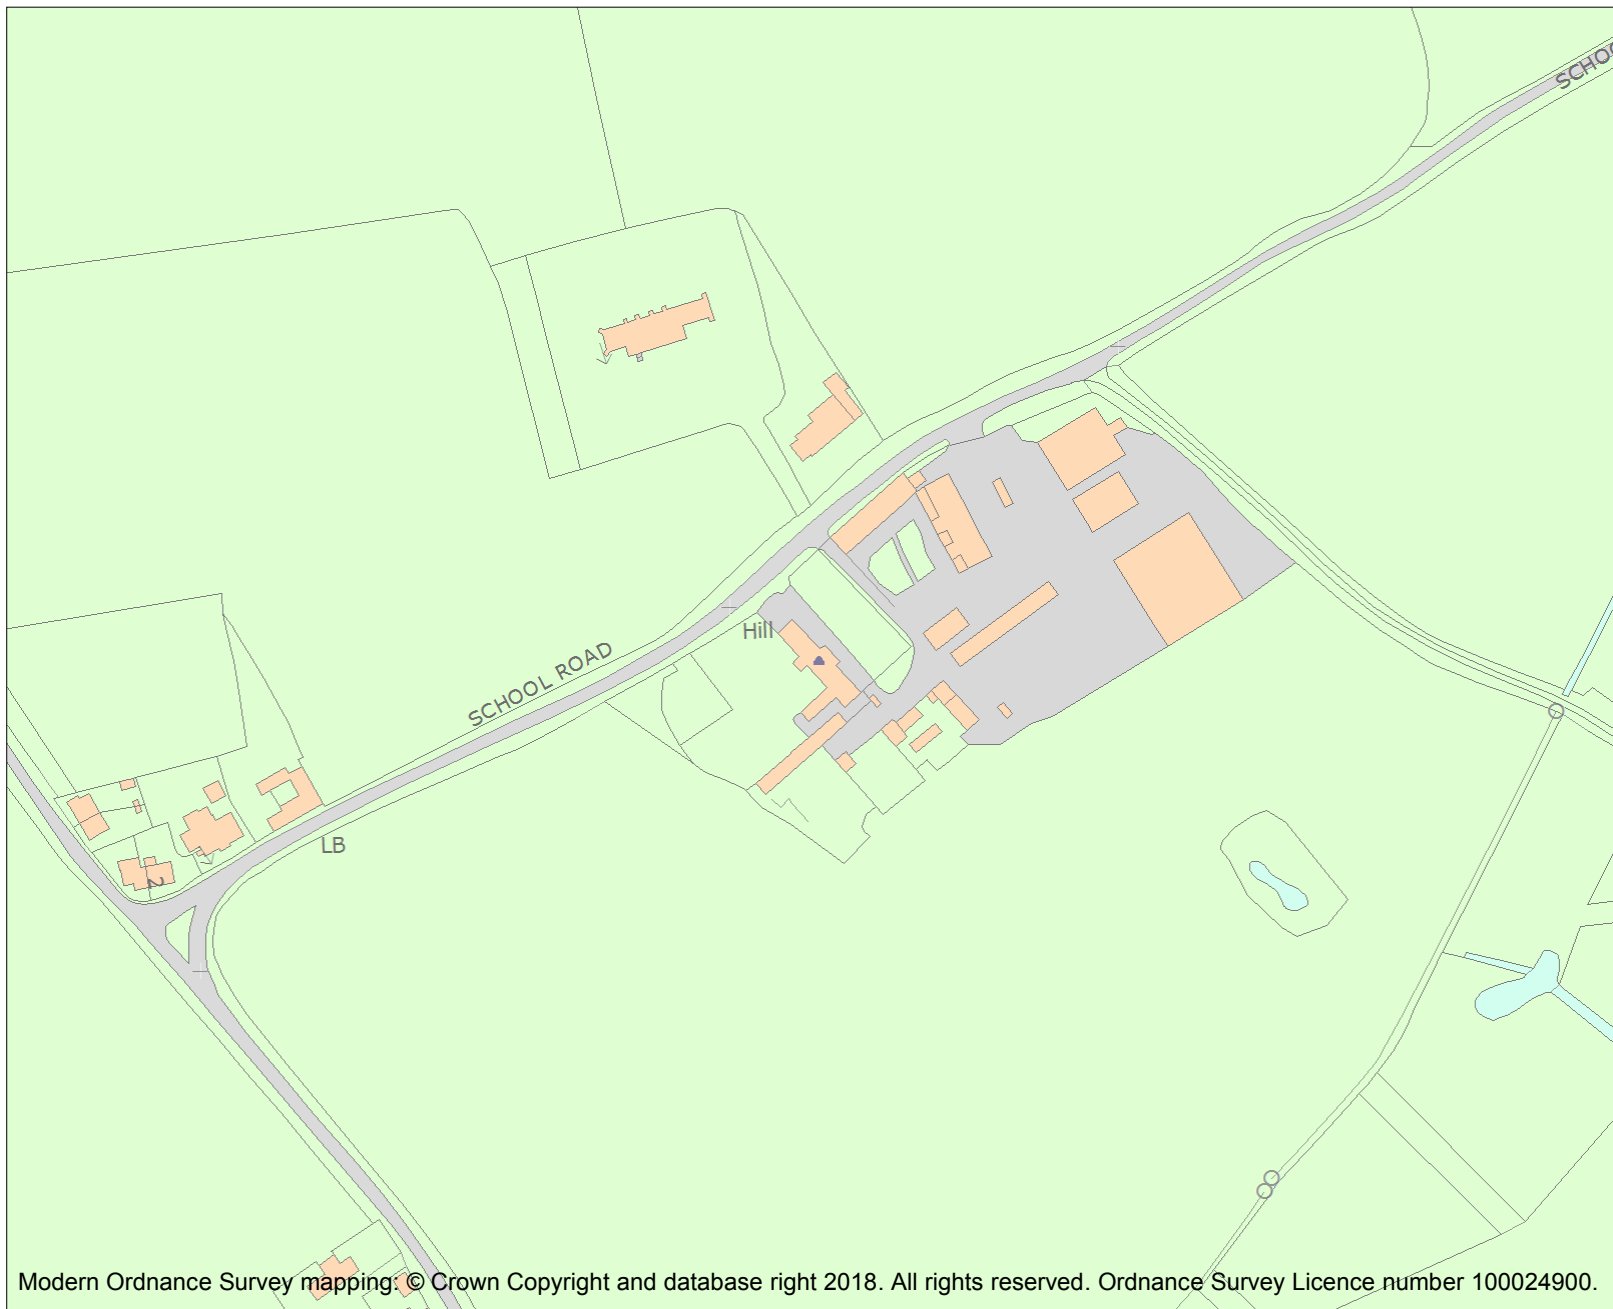 SCHOO
Hill
SCHOOL ROAD
LB
2
Modern Ordnance Survey mapping: © Crown Copyright and database right 2018. All rights reserved. Ordnance Survey Licence number 100024900.